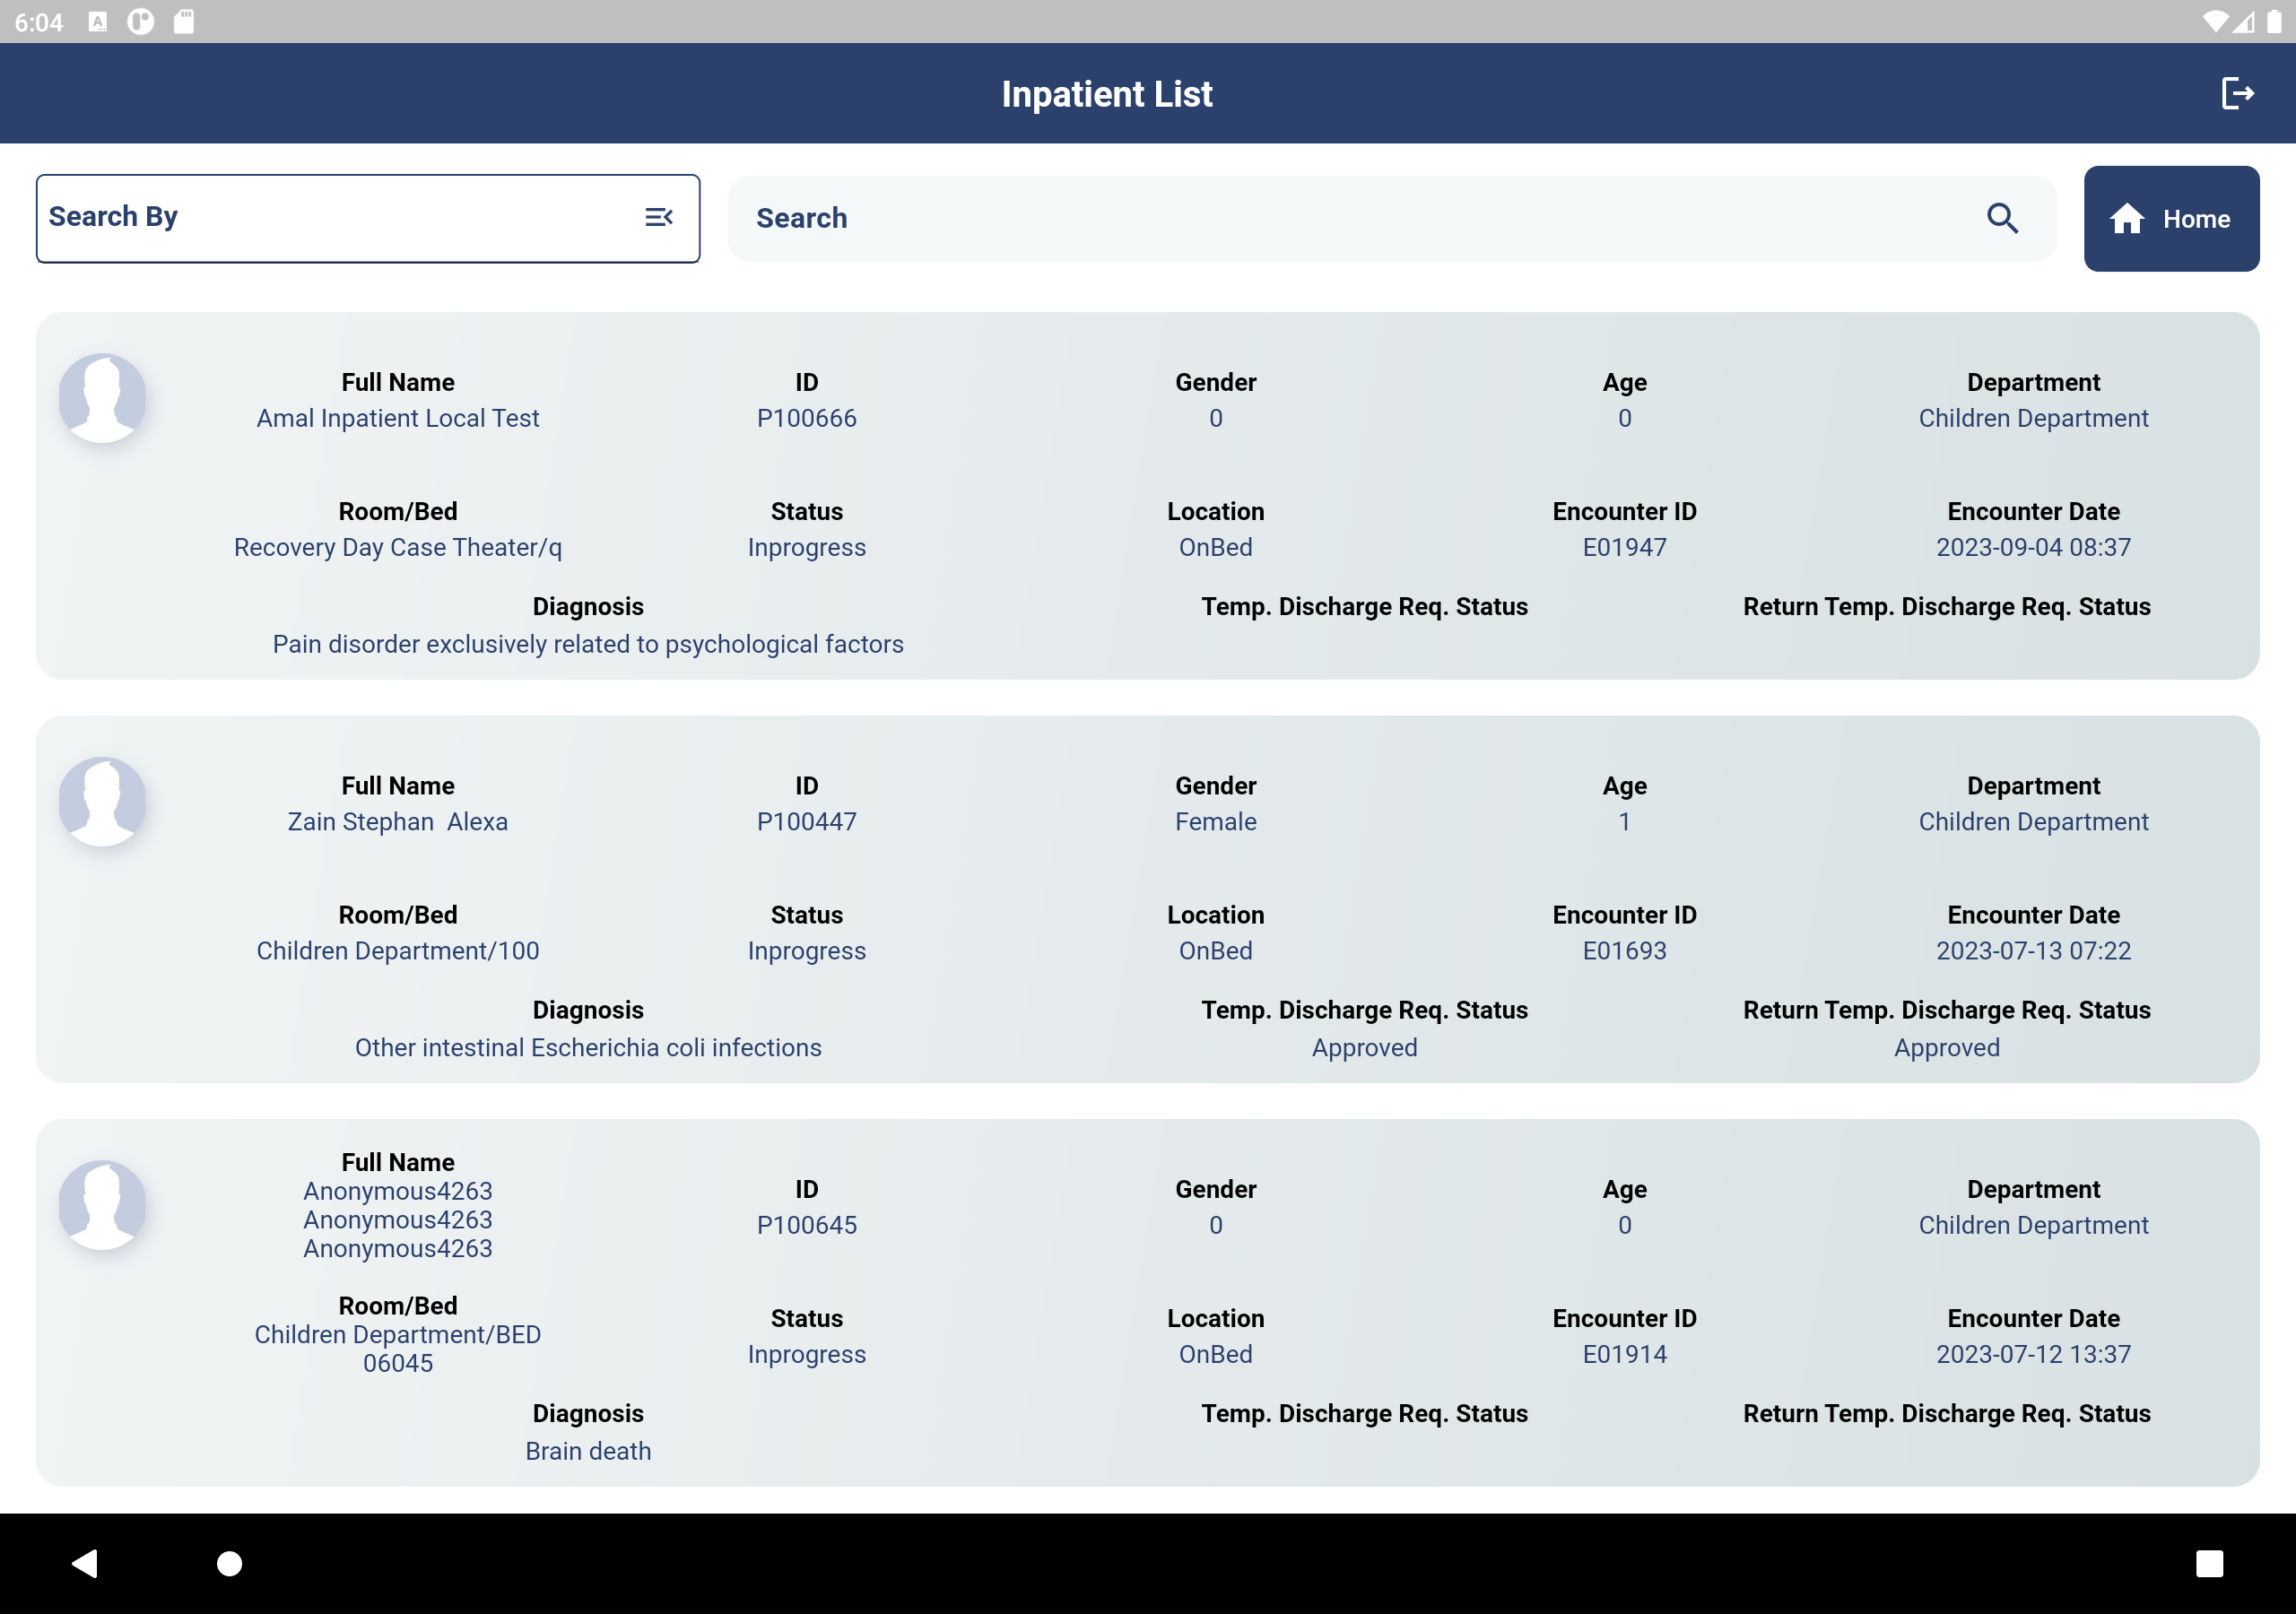 6:04
Inpatient List
Search By
Search
Home
Full Name
ID
Gender
Age
Department
Amal Inpatient Local Test
P100666
0
0
Children Department
Room/Bed
Status
Location
Encounter ID
Encounter Date
Recovery Day Case Theater/q
Inprogress
OnBed
E01947
2023-09-04 08:37
Diagnosis
Temp. Discharge Req. Status
Return Temp. Discharge Req. Status
Pain disorder exclusively related to psychological factors
Full Name
ID
Gender
Age
Department
Zain Stephan  Alexa
P100447
Female
1
Children Department
Room/Bed
Status
Location
Encounter ID
Encounter Date
Children Department/100
Inprogress
OnBed
E01693
2023-07-13 07:22
Diagnosis
Temp. Discharge Req. Status
Return Temp. Discharge Req. Status
Other intestinal Escherichia coli infections
Approved
Approved
Full Name
Anonymous4263
Anonymous4263
Anonymous4263
ID
P100645
Gender
0
Age
0
Department
Children Department
Room/Bed
Children Department/BED
06045
Status
Inprogress
Location
OnBed
Encounter ID
E01914
Encounter Date
2023-07-12 13:37
Diagnosis
Temp. Discharge Req. Status
Return Temp. Discharge Req. Status
Brain death